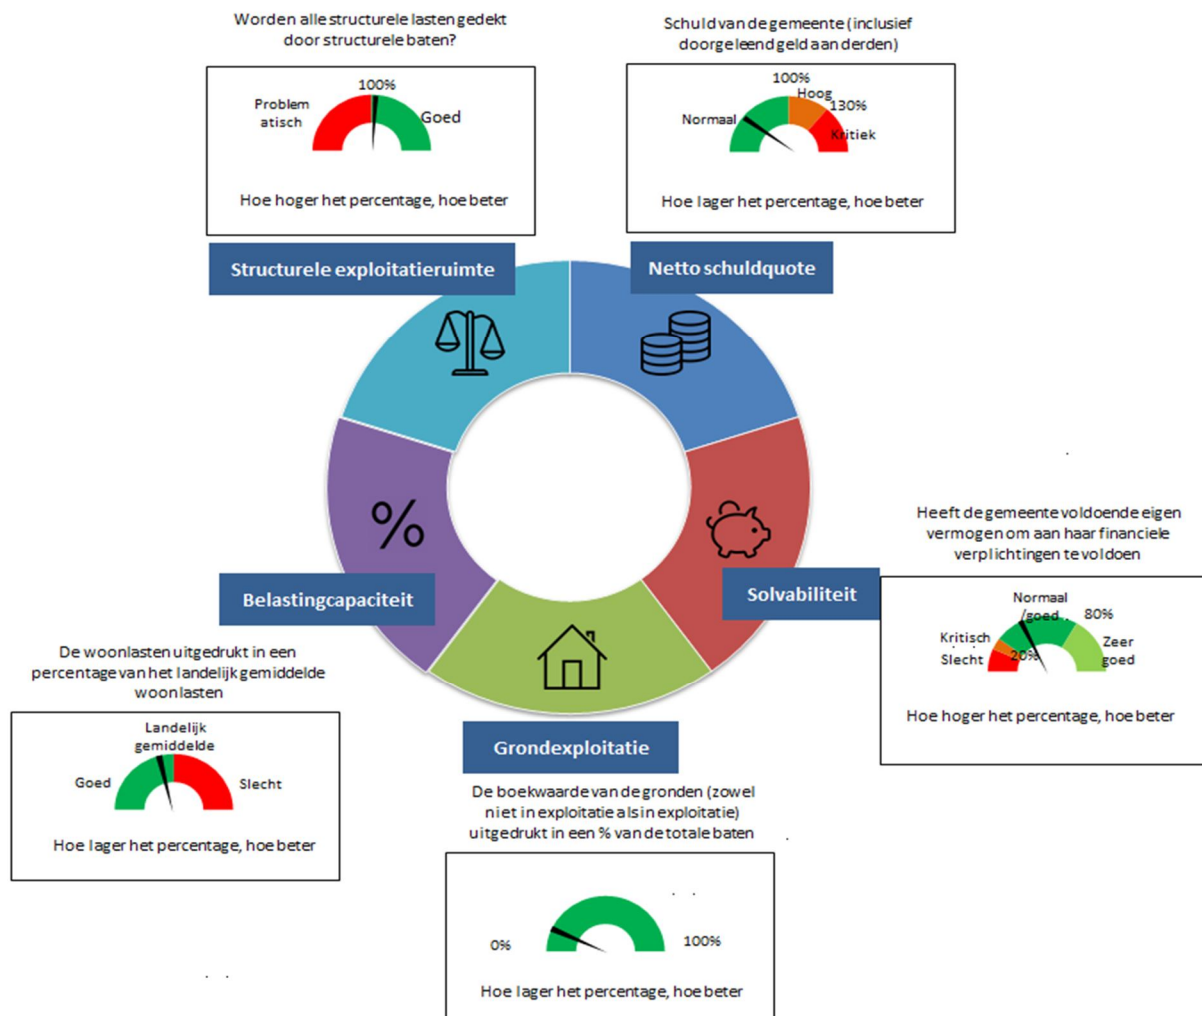 Worden alle structurele lasten gedekt
door structurele baten?
100%
Problem
atisch
Goed
Hoe hoger het percentage, hoe beter
Structurele exploitatieruimte
Schuld van de gemeente (inclusief
doorgeleend geld aan derden)
100%
Hoog
130%
Normaal
Kritiek
Hoe lager het percentage, hoe beter
Netto schuldquote
Heeft de gemeente voldoende eigen
vermogen om aan haar financiele
verplichtingen te voldoen
Normaal
/goed
80%
Kritisch
Zeer
goed
Slecht
20%
Hoe hoger het percentage, hoe beter
Solvabiliteit
%
Belastingcapaciteit
De woonlasten uitgedrukt in een
percentage van het landelijk gemiddelde
woonlasten
Landelijk
gemiddelde
Goed
Slecht
Hoe lager het percentage, hoe beter
Grondexploitatie
De boekwaarde van de gronden (zowel
niet in exploitatie als in exploitatie)
uitgedrukt in een % van de totale baten
0%
100%
Hoe lager het percentage, hoe beter